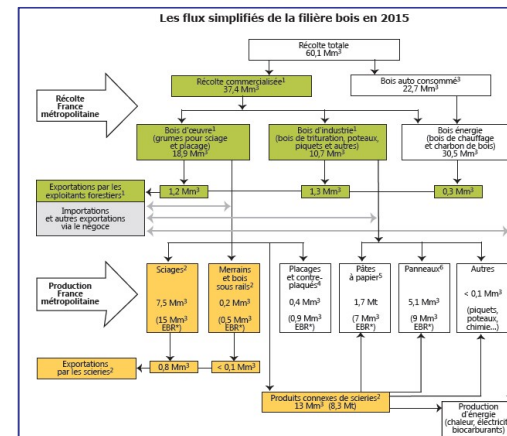 Les flux simplifiés de la filière bois en 2015
Récolte totale
60,1 Mm³
Récolte commercialisée¹
37,4 Mm³
Bois auto consommé³
22,7 Mm³
Récolte
France
métropolitaine
Bois d'œuvre¹
(grumes pour sciage
et placage)
18,9 Mm³
Bois d'industrie¹
(bois de trituration, poteaux,
piquets et autres)
10,7 Mm³
Bois énergie
(bois de chauffage
et charbon de bois)
30,5 Mm³
Exportations par les
exploitants forestiers¹
1,2 Mm³
1,3 Mm³
0,3 Mm³
Importations
et autres exportations
via le négoce
Production
France
métropolitaine
Sciages²
7,5 Mm³
(15 Mm³
EBR*)
Merrains
et bois
sous rails²
0,2 Mm³
(0,5 Mm³
EBR*)
Placages
et contre-
plaqués⁴
0,4 Mm³
(0,9 Mm³
EBR*)
Pâtes
à papier⁵
1,7 Mt
(7 Mm³
EBR*)
Panneaux⁶
5,1 Mm³
(9 Mm³
EBR*)
Autres
< 0,1 Mm³
(piquets,
poteaux,
chimie...)
Exportations
par les scieries²
0,8 Mm³
< 0,1 Mm³
Produits connexes de scieries²
13 Mm³ (8,3 Mt)
Production
d'énergie
(chaleur, électricité
biocarburants)